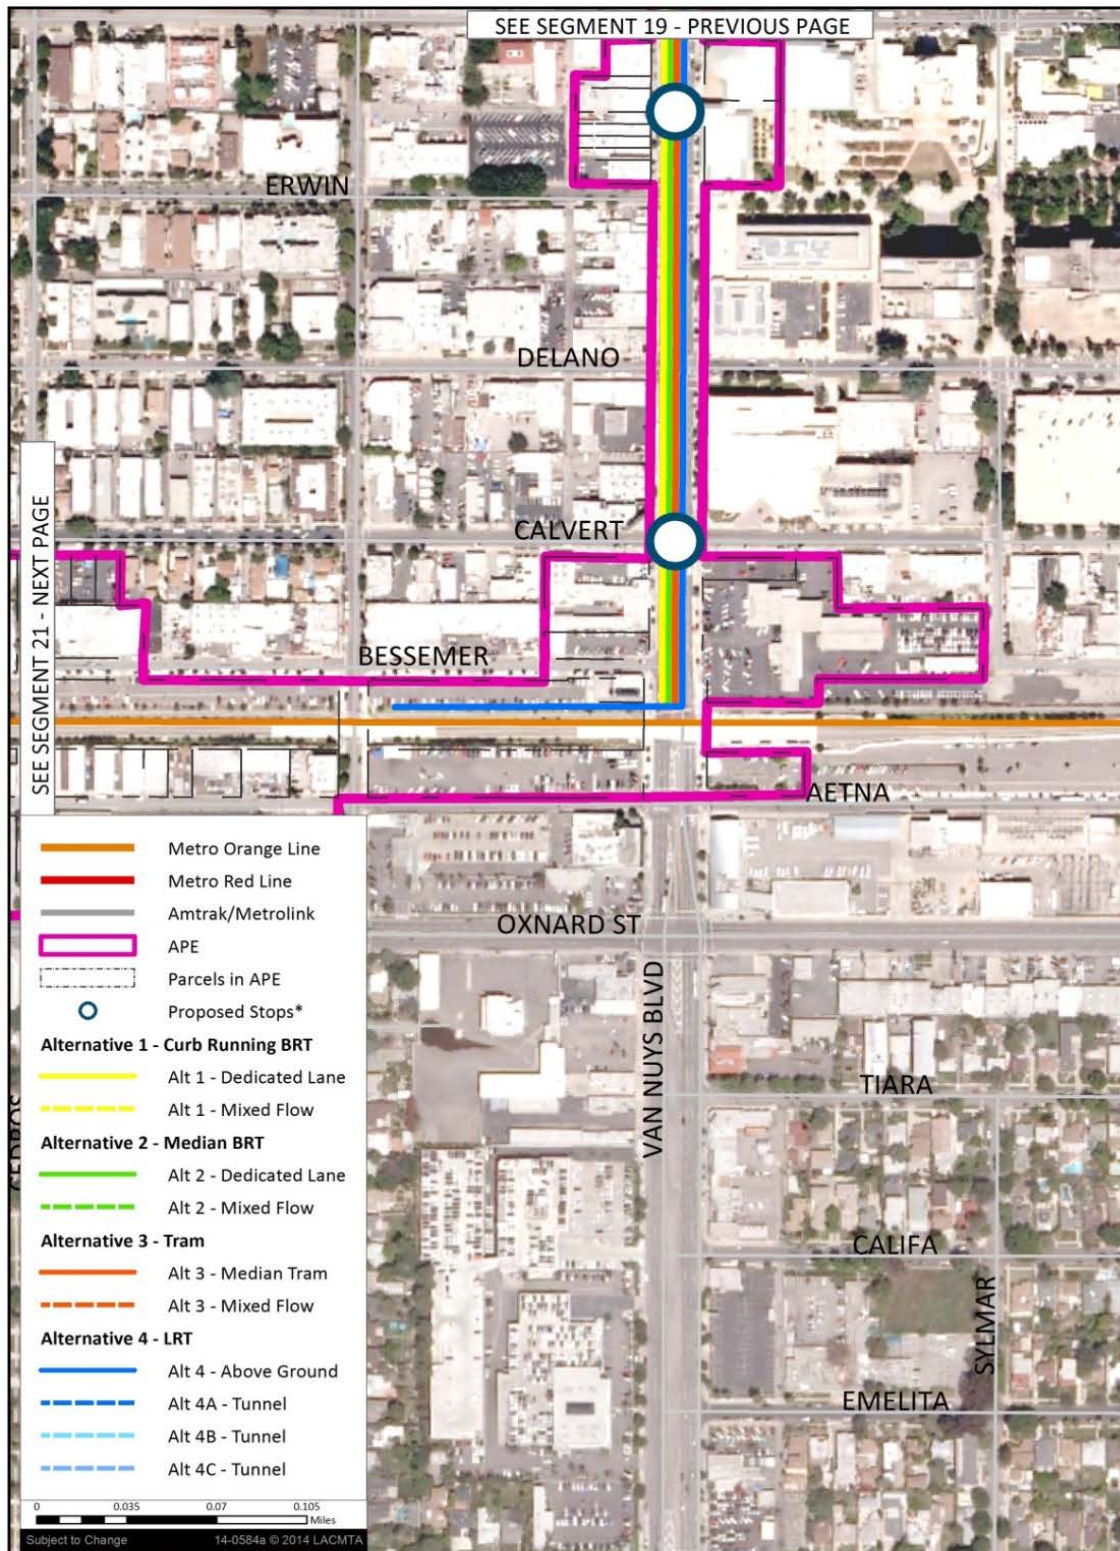 SEE SEGMENT 19 - PREVIOUS PAGE
ERWIN
DELANO
CALVERT
SEE SEGMENT 21 - NEXT PAGE
BESSEMER
AETNA
OXNARD ST
VAN NUYS BLVD
TIARA
CALIFA
SYLMAR
EMELITA
Metro Orange Line
Metro Red Line
Amtrak/Metrolink
APE
Parcels in APE
Proposed Stops*
Alternative 1 - Curb Running BRT
Alt 1 - Dedicated Lane
Alt 1 - Mixed Flow
Alternative 2 - Median BRT
Alt 2 - Dedicated Lane
Alt 2 - Mixed Flow
Alternative 3 - Tram
Alt 3 - Median Tram
Alt 3 - Mixed Flow
Alternative 4 - LRT
Alt 4 - Above Ground
Alt 4A - Tunnel
Alt 4B - Tunnel
Alt 4C - Tunnel
0 0.035 0.07 0.105
Miles
Subject to Change 14-0584a © 2014 LACMTA